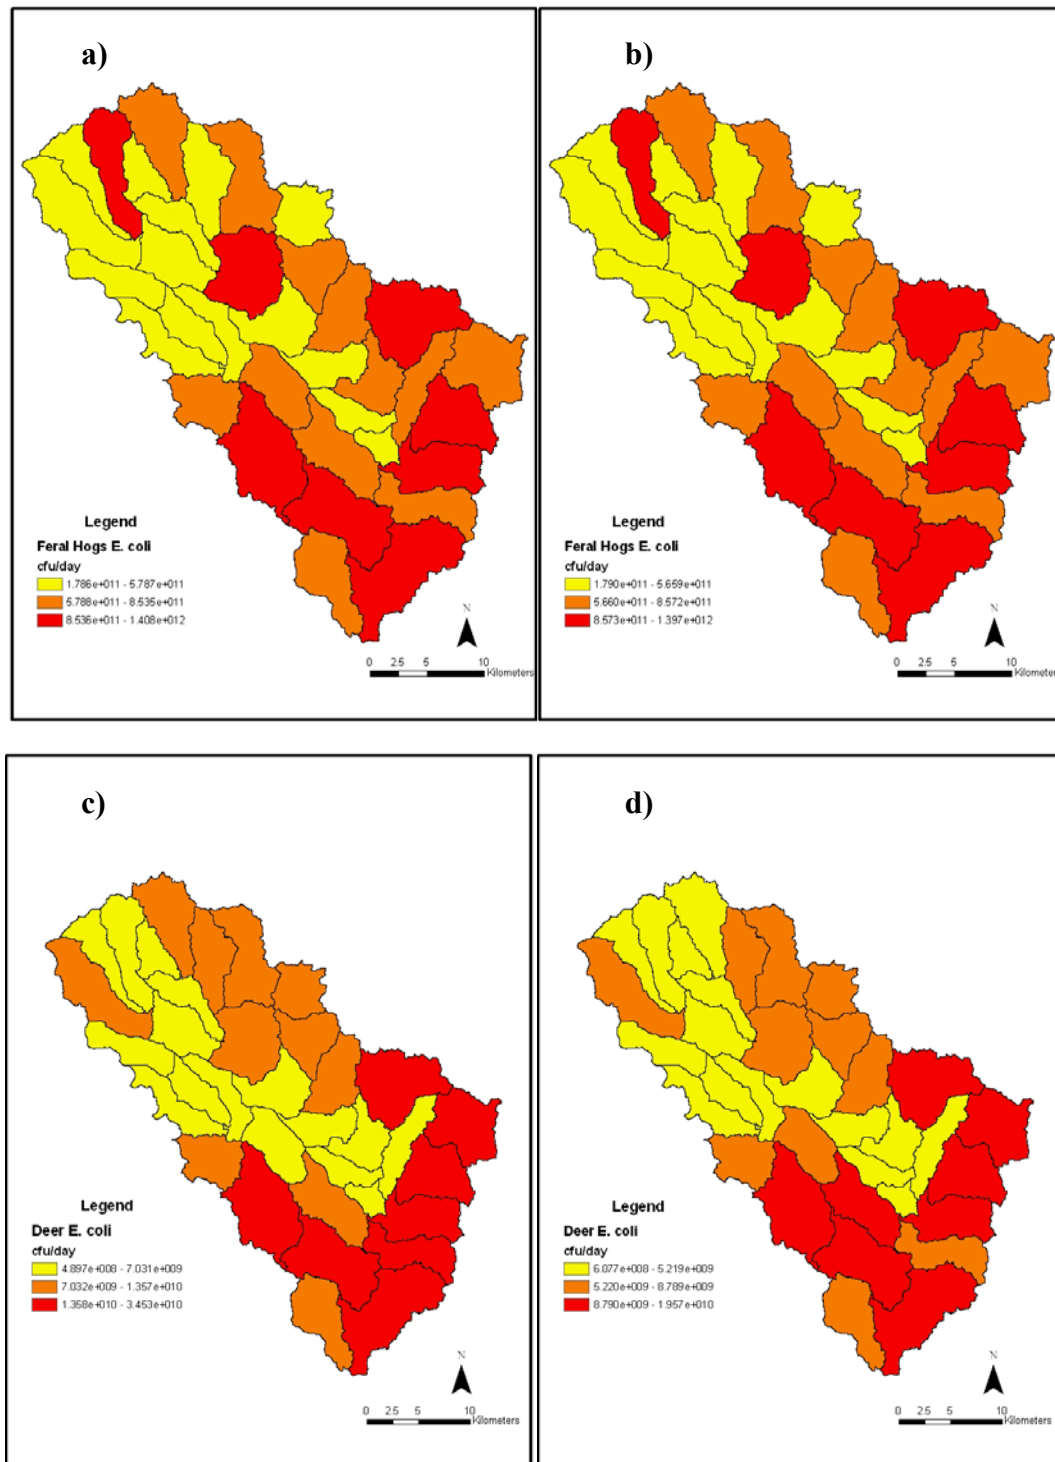 a)
Legend
Feral Hogs E. coli
cfu/day
1.786e+011 - 5.787e+011
5.788e+011 - 8.535e+011
8.536e+011 - 1.408e+012
N
0 2.5 5 10
Kilometers
b)
Legend
Feral Hogs E. coli
cfu/day
1.790e+011 - 5.659e+011
5.660e+011 - 8.572e+011
8.573e+011 - 1.397e+012
N
0 2.5 5 10
Kilometer
c)
Legend
Deer E. coli
cfu/day
4.897e+008 - 7.031e+009
7.032e+009 - 1.357e+010
1.358e+010 - 3.453e+010
N
0 2.5 5 10
Kilometers
d)
Legend
Deer E. coli
cfu/day
6.077e+008 - 5.219e+009
5.220e+009 - 8.789e+009
8.790e+009 - 1.957e+010
N
0 2.5 5 10
Kilometers